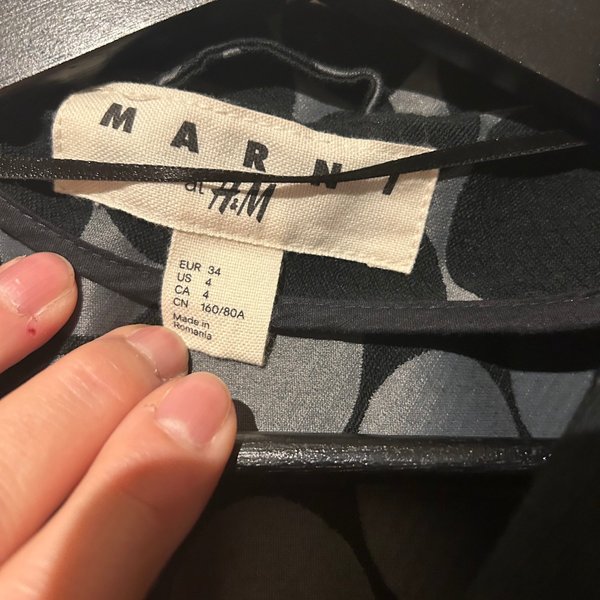 MARNI
at H&M
EUR 34
US 4
CA 4
CN 160/80A
Made in
Romania